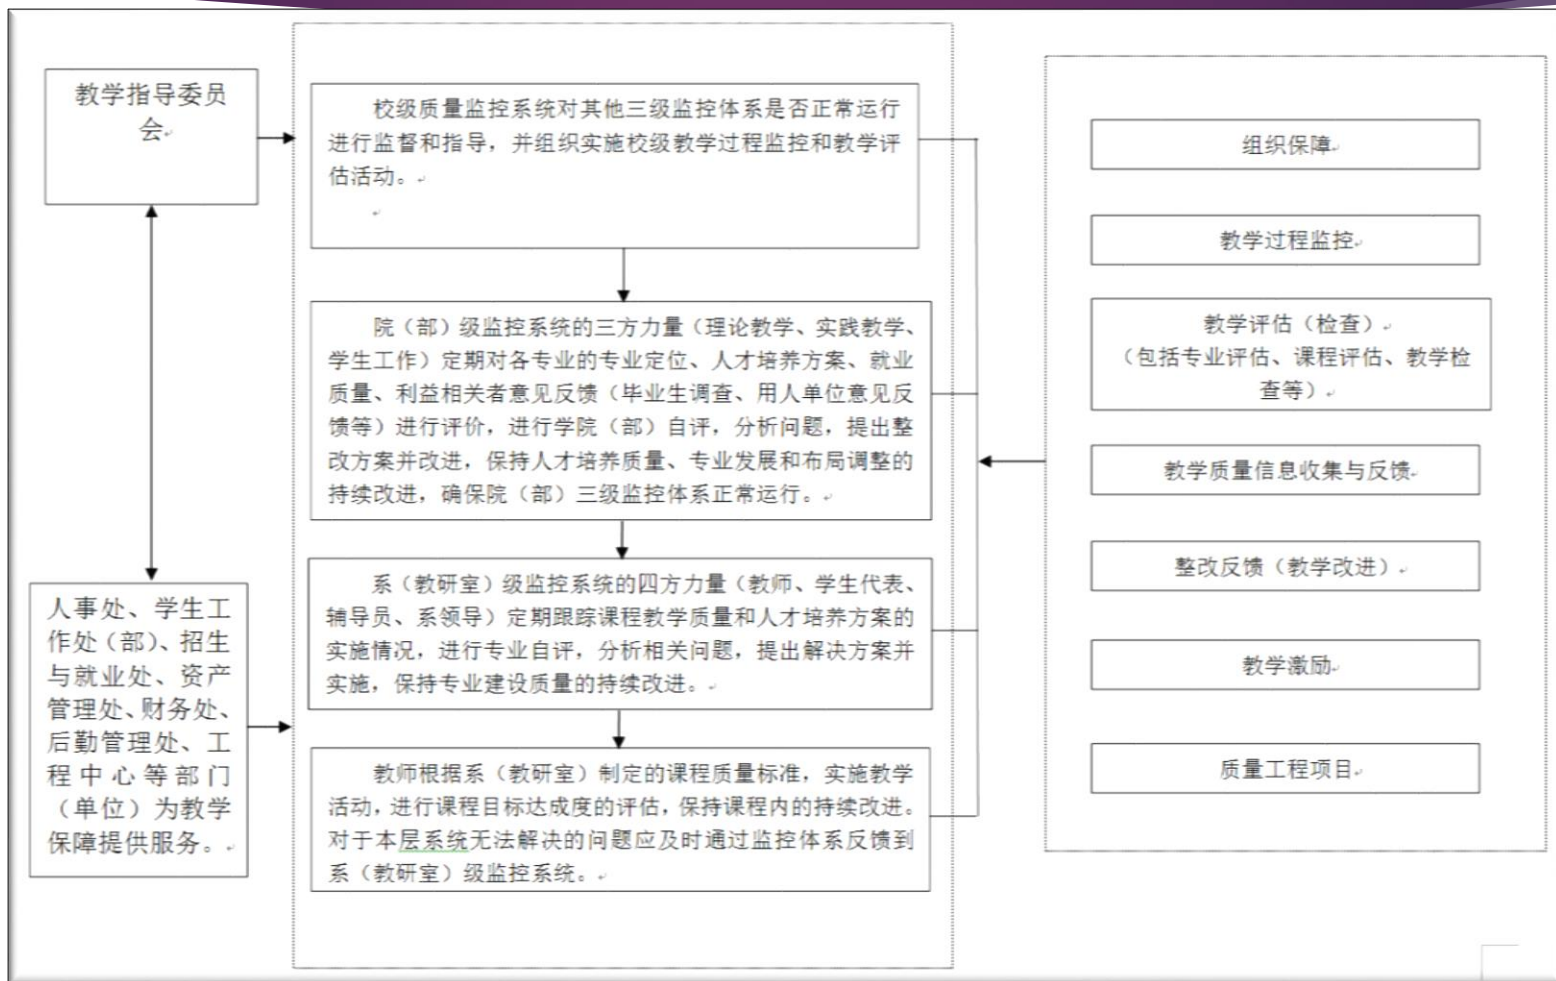 教学指导委员
会
人事处、学生工
作处（部）、招生
与就业处、资产
管理处、财务处、
后勤管理处、工
程中心等部门
（单位）为教学
保障提供服务。
校级质量监控系统对其他三级监控体系是否正常运行
进行监督和指导，并组织实施校级教学过程监控和教学评
估活动。
院（部）级监控系统的三方力量（理论教学、实践教学、
学生工作）定期对各专业的专业定位、人才培养方案、就业
质量、利益相关者意见反馈（毕业生调查、用人单位意见反
馈等）进行评价，进行学院（部）自评，分析问题，提出整
改方案并改进，保持人才培养质量、专业发展和布局调整的
持续改进，确保院（部）三级监控体系正常运行。
系（教研室）级监控系统的四方力量（教师、学生代表、
辅导员、系领导）定期跟踪课程教学质量和人才培养方案的
实施情况，进行专业自评，分析相关问题，提出解决方案并
实施，保持专业建设质量的持续改进。
教师根据系（教研室）制定的课程质量标准，实施教学
活动，进行课程目标达成度的评估，保持课程内的持续改进。
对于本层系统无法解决的问题应及时通过监控体系反馈到
系（教研室）级监控系统。
组织保障
教学过程监控
教学评估（检查）
（包括专业评估、课程评估、教学检
查等）
教学质量信息收集与反馈
整改反馈（教学改进）
教学激励
质量工程项目